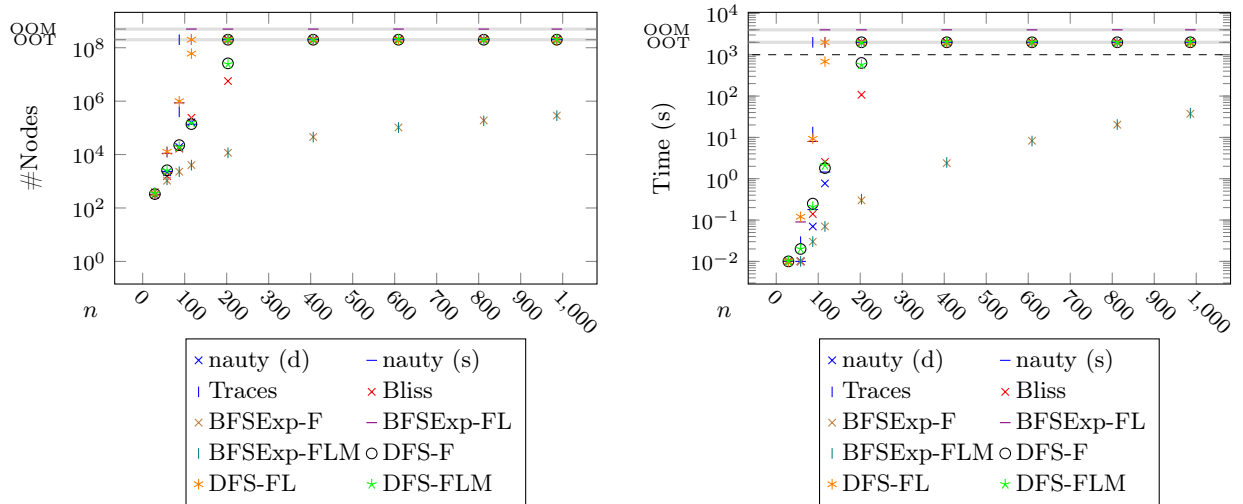 OOM
OOT
10^8
10^6
10^4
10^2
10^0
#Nodes
n
0
100
200
300
400
500
600
700
800
900
1,000
nauty (d) nauty (s)
Traces Bliss
BFSExp-F BFSExp-FL
BFSExp-FLM DFS-F
DFS-FL DFS-FLM
OOM
OOT
10^4
10^3
10^2
10^1
10^0
10^-1
10^-2
Time (s)
n
0
100
200
300
400
500
600
700
800
900
1,000
nauty (d) nauty (s)
Traces Bliss
BFSExp-F BFSExp-FL
BFSExp-FLM DFS-F
DFS-FL DFS-FLM